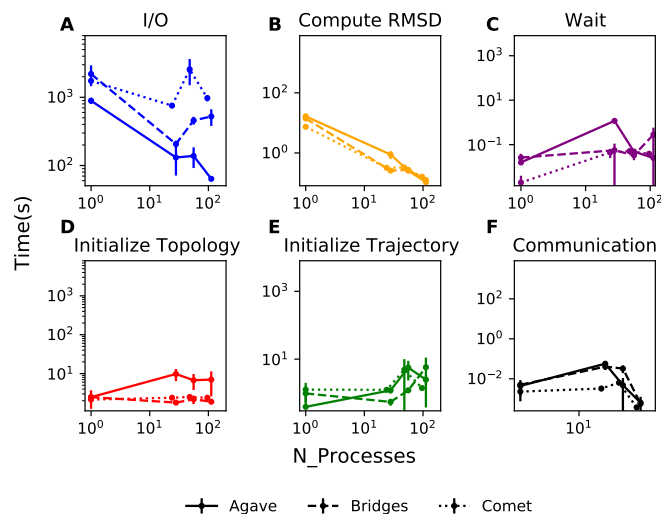 A I/O
B Compute RMSD
C Wait
10³
10²
10⁰ 10¹ 10²
10²
10⁰
10⁰ 10¹ 10²
10⁻¹
10⁰ 10¹ 10²
Time(s)
D Initialize Topology
E Initialize Trajectory
F Communication
10³
10²
10¹
10⁰ 10¹ 10²
10³
10¹
10⁰ 10¹ 10²
10²
10⁰
10⁻²
10¹
N_Processes
Agave Bridges Comet